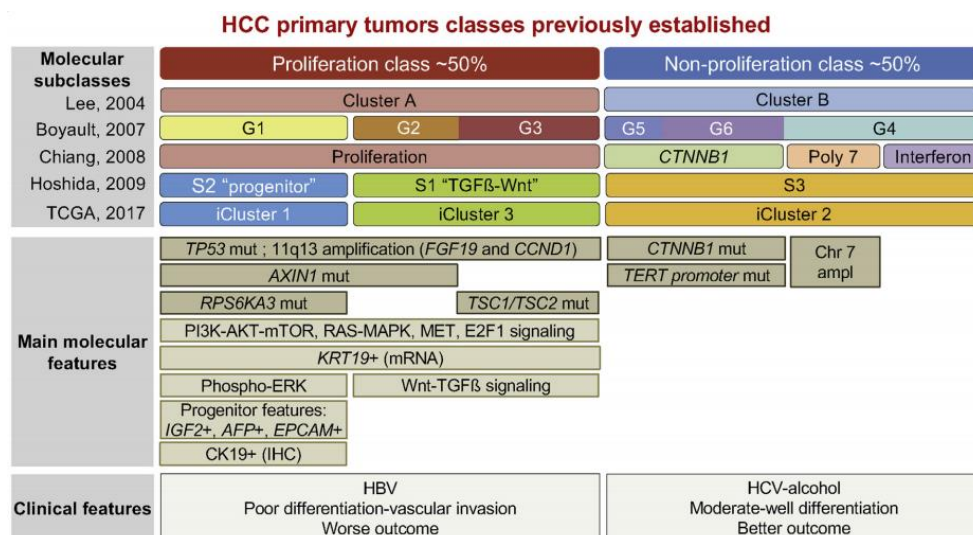 HCC primary tumors classes previously established
Molecular subclasses
Proliferation class ~50%
Non-proliferation class ~50%
Lee, 2004
Cluster A
Cluster B
Boyault, 2007
G1
G2
G3
G5
G6
G4
Chiang, 2008
Proliferation
CTNNB1
Poly 7
Interferon
Hoshida, 2009
S2 “progenitor”
S1 “TGFß-Wnt”
S3
TCGA, 2017
iCluster 1
iCluster 3
iCluster 2
Main molecular features
TP53 mut ; 11q13 amplification (FGF19 and CCND1)
CTNNB1 mut
Chr 7 ampl
AXIN1 mut
TERT promoter mut
RPS6KA3 mut
TSC1/TSC2 mut
PI3K-AKT-mTOR, RAS-MAPK, MET, E2F1 signaling
KRT19+ (mRNA)
Phospho-ERK
Wnt-TGFß signaling
Progenitor features:
IGF2+, AFP+, EPCAM+
CK19+ (IHC)
Clinical features
HBV
Poor differentiation-vascular invasion
Worse outcome
HCV-alcohol
Moderate-well differentiation
Better outcome